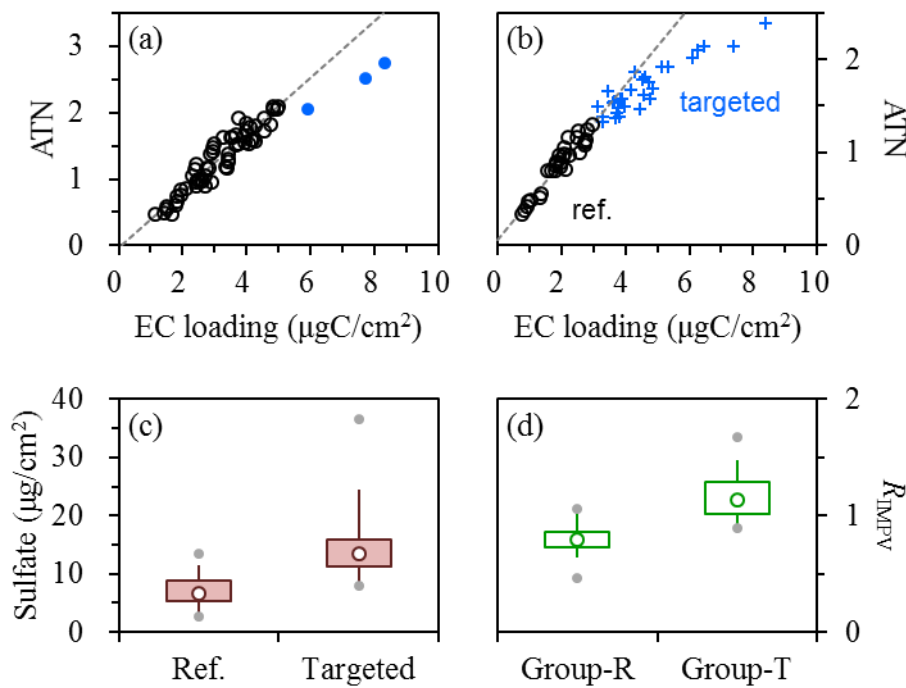 (a)
3
2
1
0
ATN
0 2 4 6 8 10
EC loading (μgC/cm²)
(b)
targeted
ref.
2
1
0
ATN
0 2 4 6 8 10
EC loading (μgC/cm²)
(c)
40
30
20
10
0
Sulfate (μg/cm²)
Ref. Targeted
(d)
2
1
0
R_IMPV
Group-R Group-T